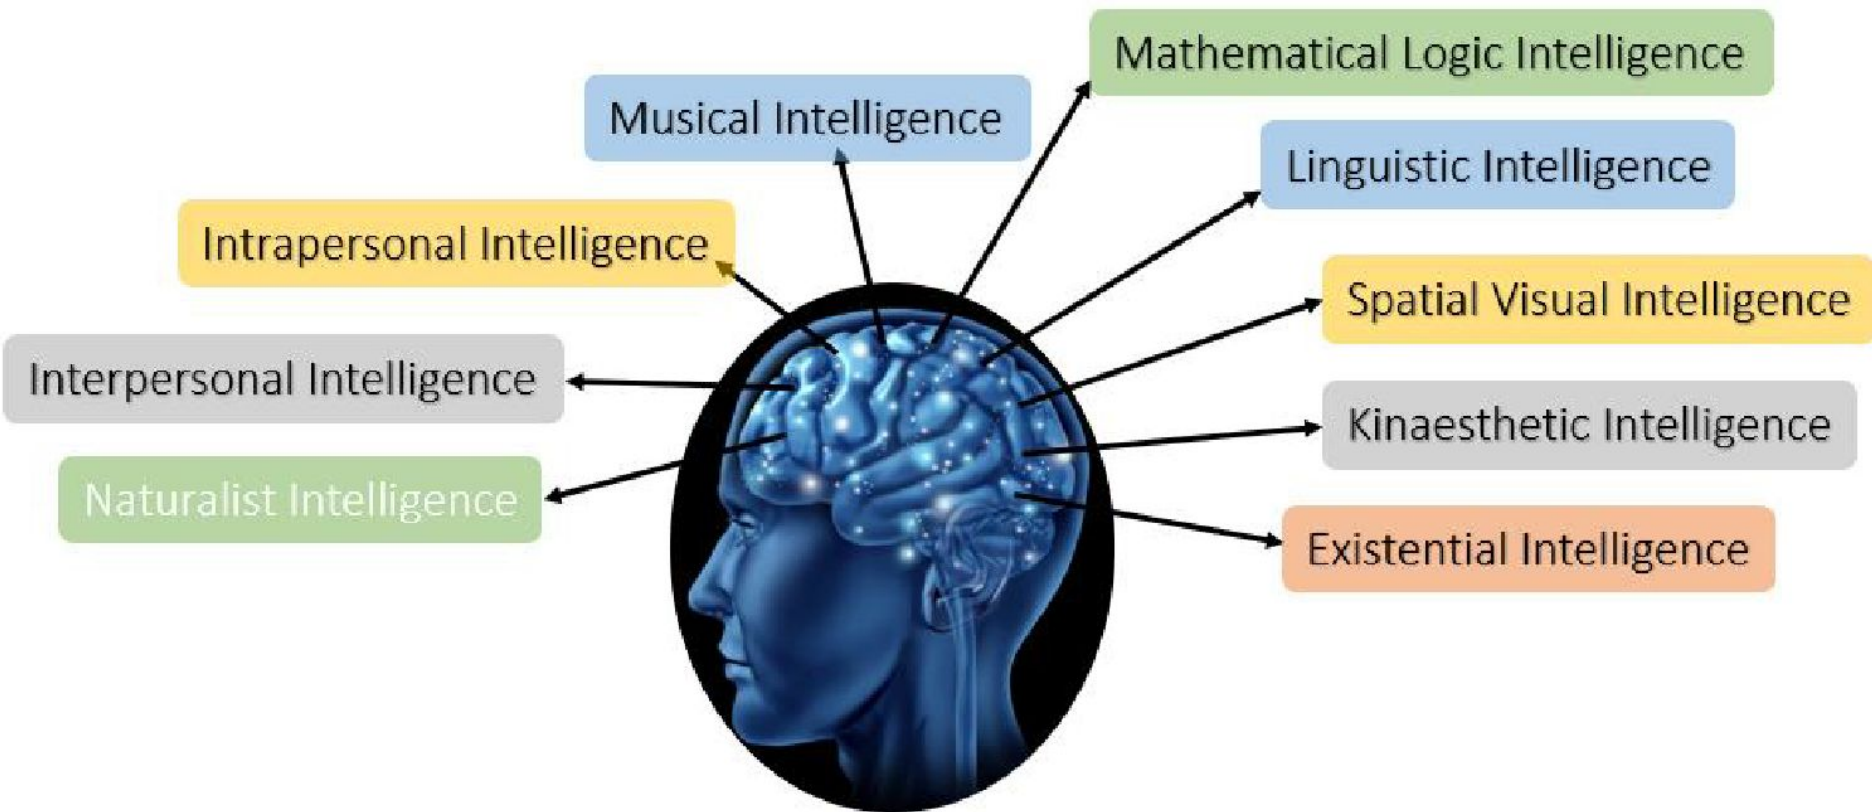 Mathematical Logic Intelligence
Musical Intelligence
Linguistic Intelligence
Intrapersonal Intelligence
Spatial Visual Intelligence
Interpersonal Intelligence
Kinaesthetic Intelligence
Naturalist Intelligence
Existential Intelligence